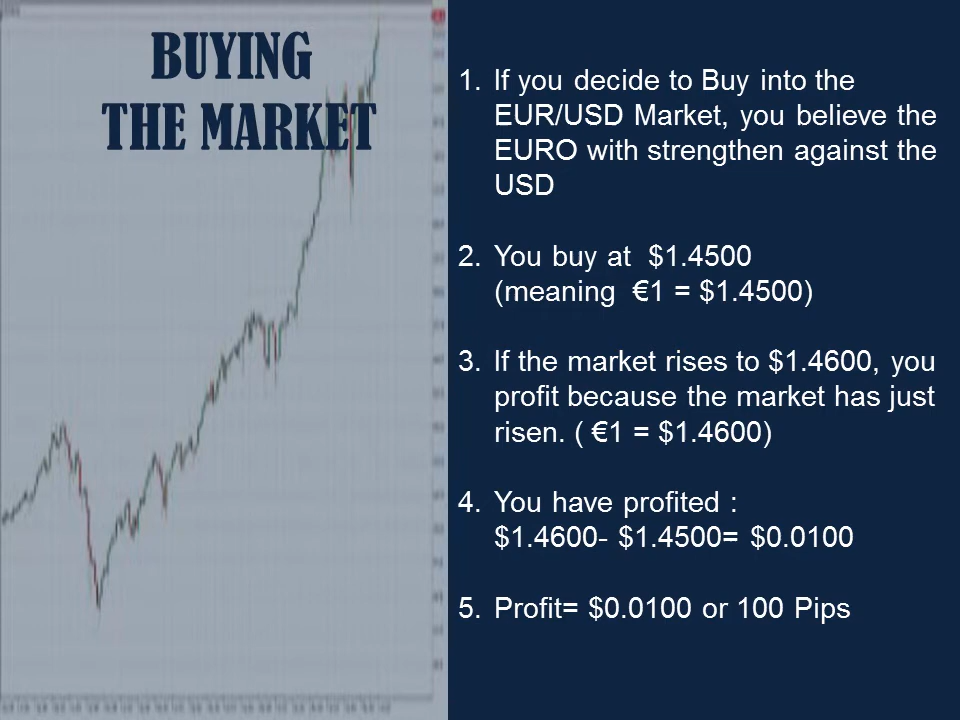 BUYING
THE MARKET
1. If you decide to Buy into the
EUR/USD Market, you believe the
EURO with strengthen against the
USD
2. You buy at $1.4500
(meaning €1 = $1.4500)
3. If the market rises to $1.4600, you
profit because the market has just
risen. ( €1 = $1.4600)
4. You have profited :
$1.4600- $1.4500= $0.0100
5. Profit= $0.0100 or 100 Pips